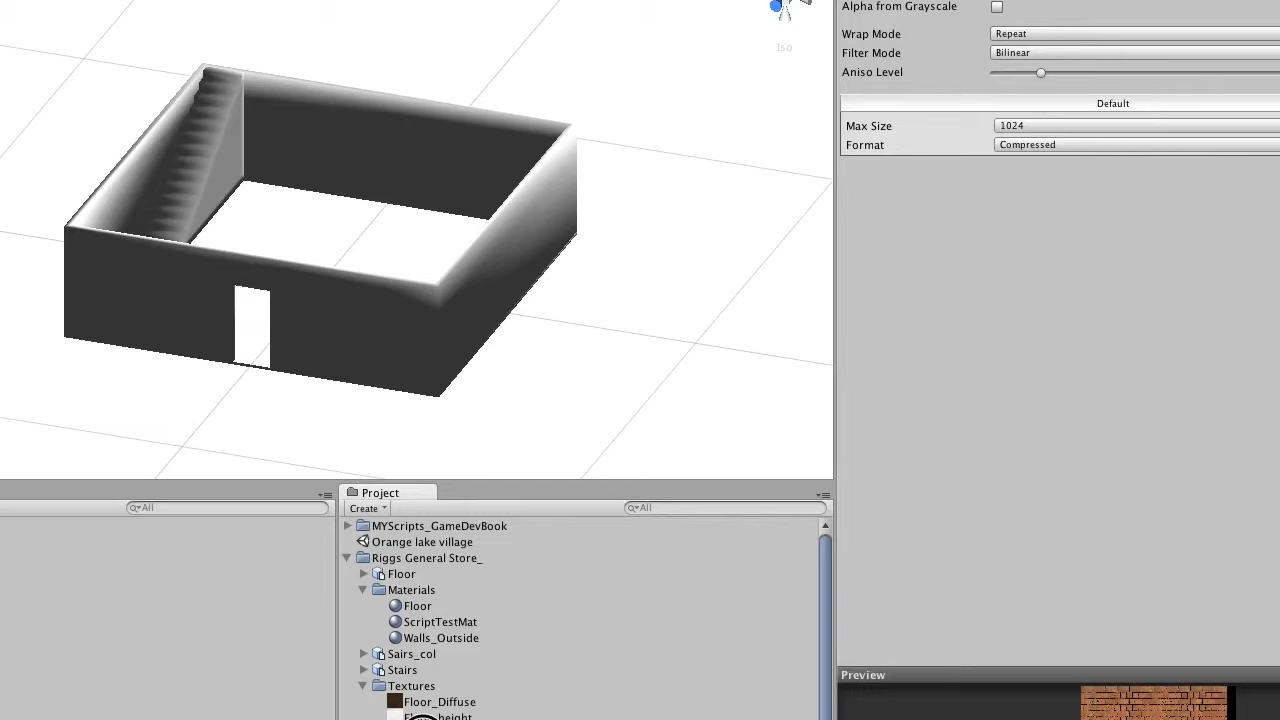 Alpha from Grayscale
Wrap Mode Repeat
Filter Mode Bilinear
Iso
Aniso Level
Default
Max Size 1024
Format Compressed
Project
Create All
All
MYScripts_GameDevBook
Orange lake village
Riggs General Store_
Floor
Materials
Floor
ScriptTestMat
Walls_Outside
Sairs_col
Stairs
Textures
Floor_Diffuse
Preview